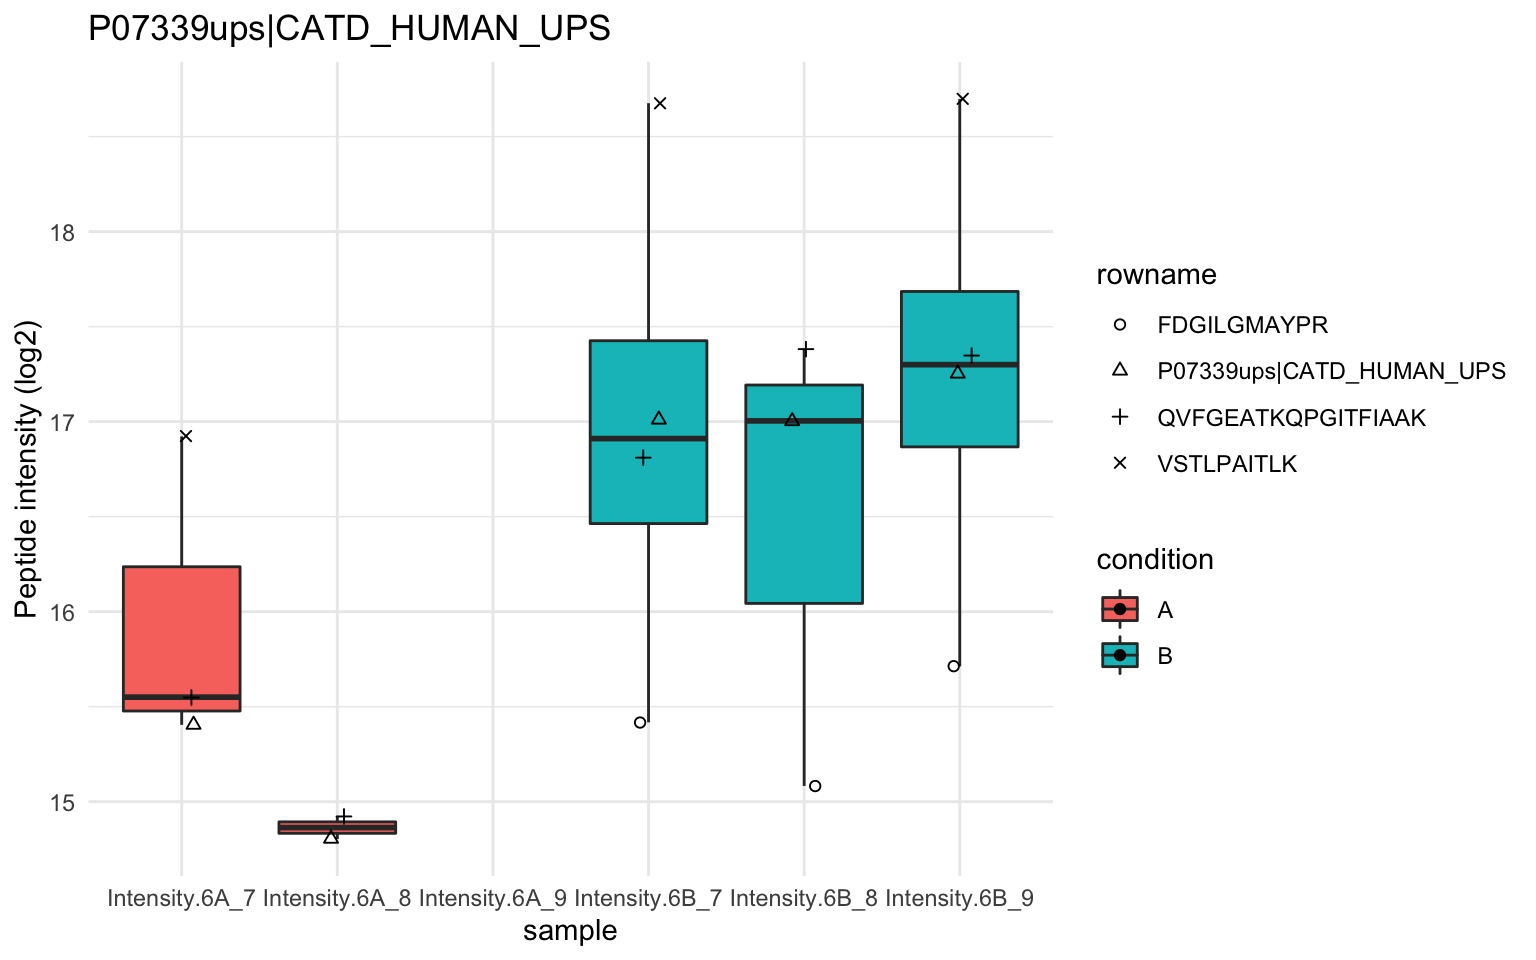 P07339ups|CATD_HUMAN_UPS
Peptide intensity (log2)
18
17
16
15
Intensity.6A_7 Intensity.6A_8 Intensity.6A_9 Intensity.6B_7 Intensity.6B_8 Intensity.6B_9
sample
rowname
FDGILGMAYPR
P07339ups|CATD_HUMAN_UPS
QVFGEATKQPGITFIAAK
VSTLPAITLK
condition
A
B